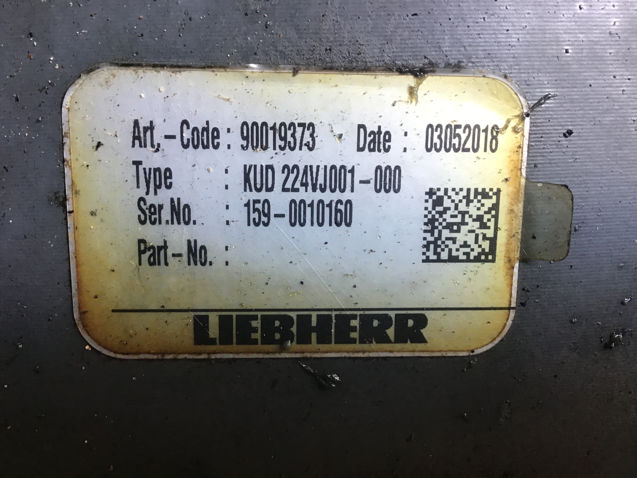 Art.-Code : 90019373 Date : 03052018
Type : KUD 224VJ001-000
Ser.No. : 159-0010160
Part-No. :
LIEBHERR